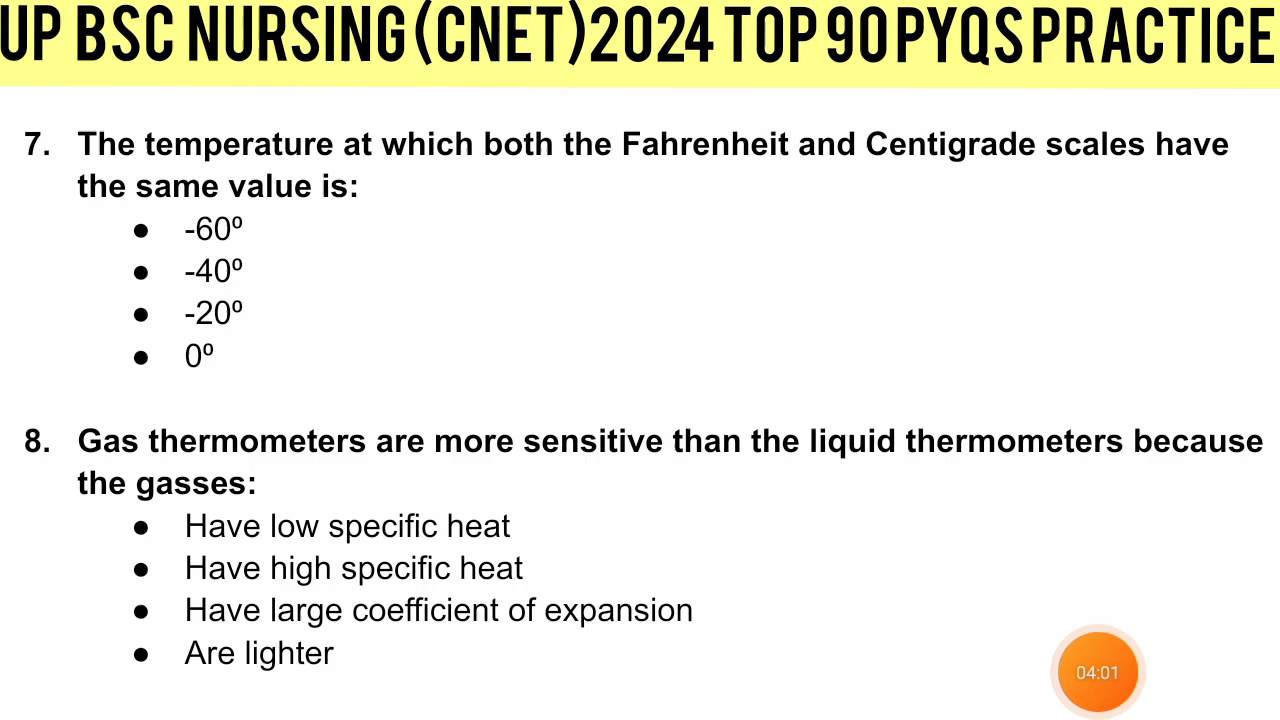 UP BSC NURSING(CNET)2024 TOP 90 PYQS PRACTICE
7. The temperature at which both the Fahrenheit and Centigrade scales have
the same value is:
● -60º
● -40º
● -20º
● 0º
8. Gas thermometers are more sensitive than the liquid thermometers because
the gasses:
● Have low specific heat
● Have high specific heat
● Have large coefficient of expansion
● Are lighter
04:01